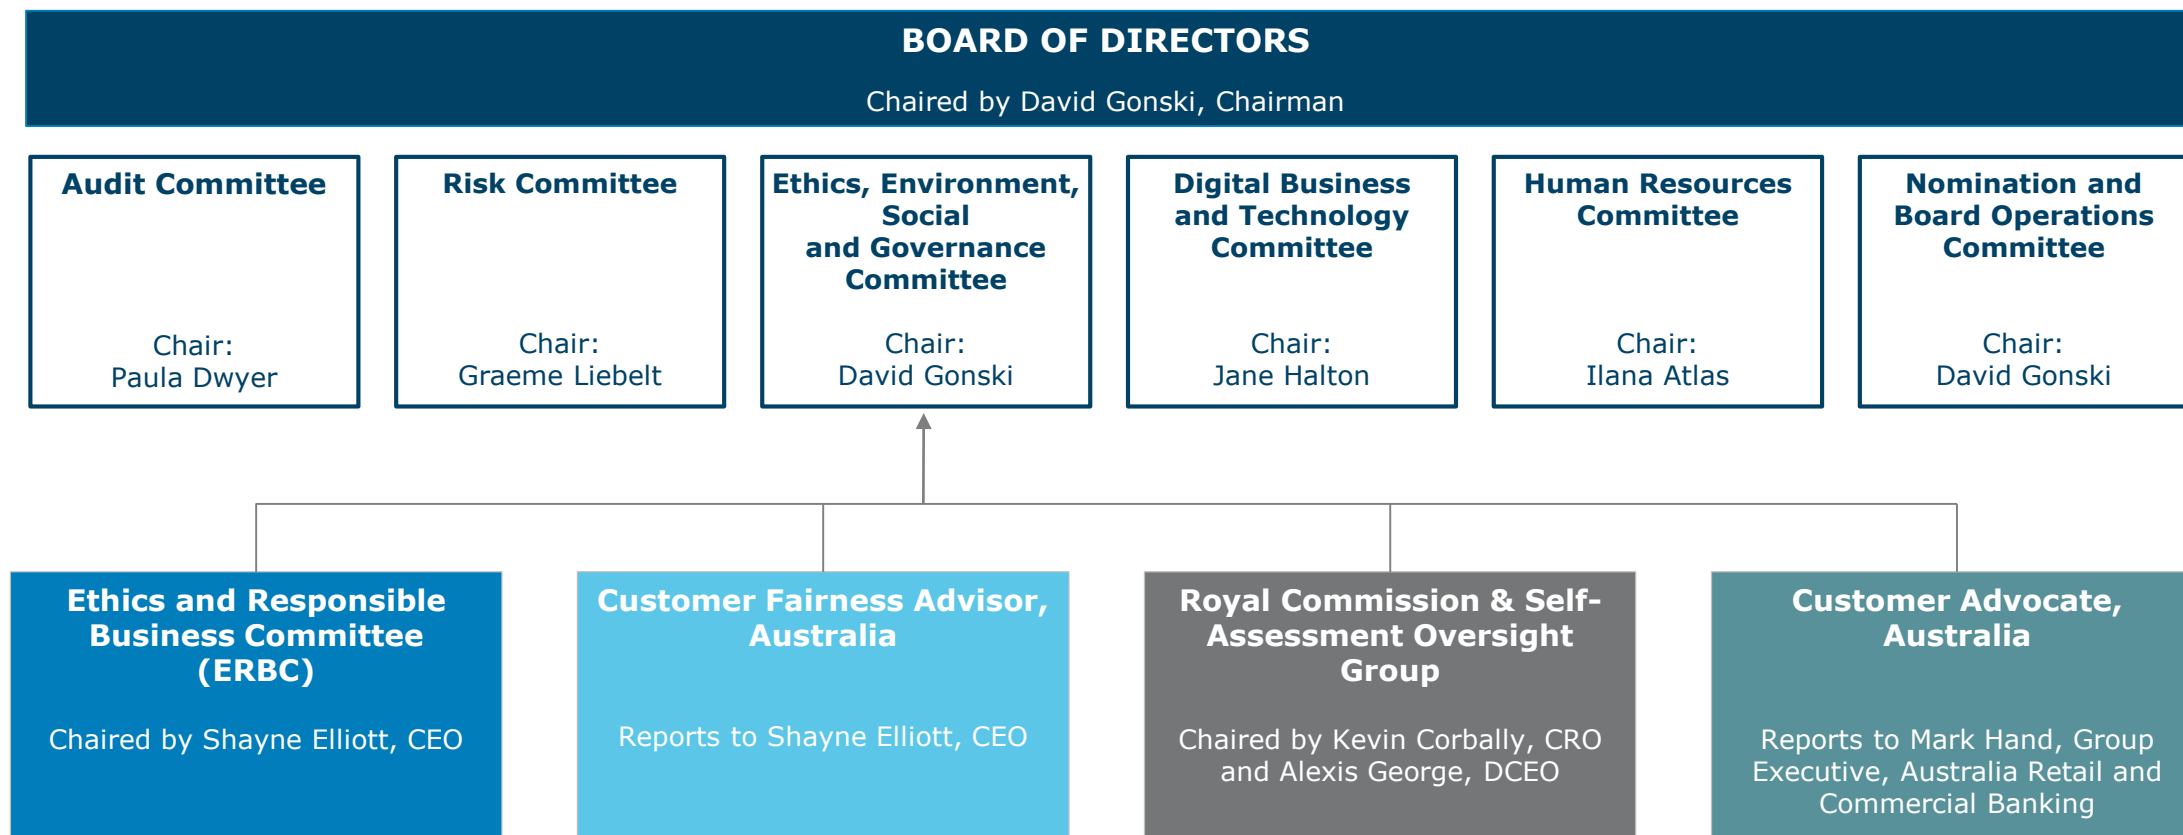 BOARD OF DIRECTORS
Chaired by David Gonski, Chairman
Audit Committee
Chair:
Paula Dwyer
Risk Committee
Chair:
Graeme Liebelt
Ethics, Environment,
Social
and Governance
Committee
Chair:
David Gonski
Digital Business
and Technology
Committee
Chair:
Jane Halton
Human Resources
Committee
Chair:
Ilana Atlas
Nomination and
Board Operations
Committee
Chair:
David Gonski
Ethics and Responsible
Business Committee
(ERBC)
Chaired by Shayne Elliott, CEO
Customer Fairness Advisor,
Australia
Reports to Shayne Elliott, CEO
Royal Commission & Self-
Assessment Oversight
Group
Chaired by Kevin Corbally, CRO
and Alexis George, DCEO
Customer Advocate,
Australia
Reports to Mark Hand, Group
Executive, Australia Retail and
Commercial Banking